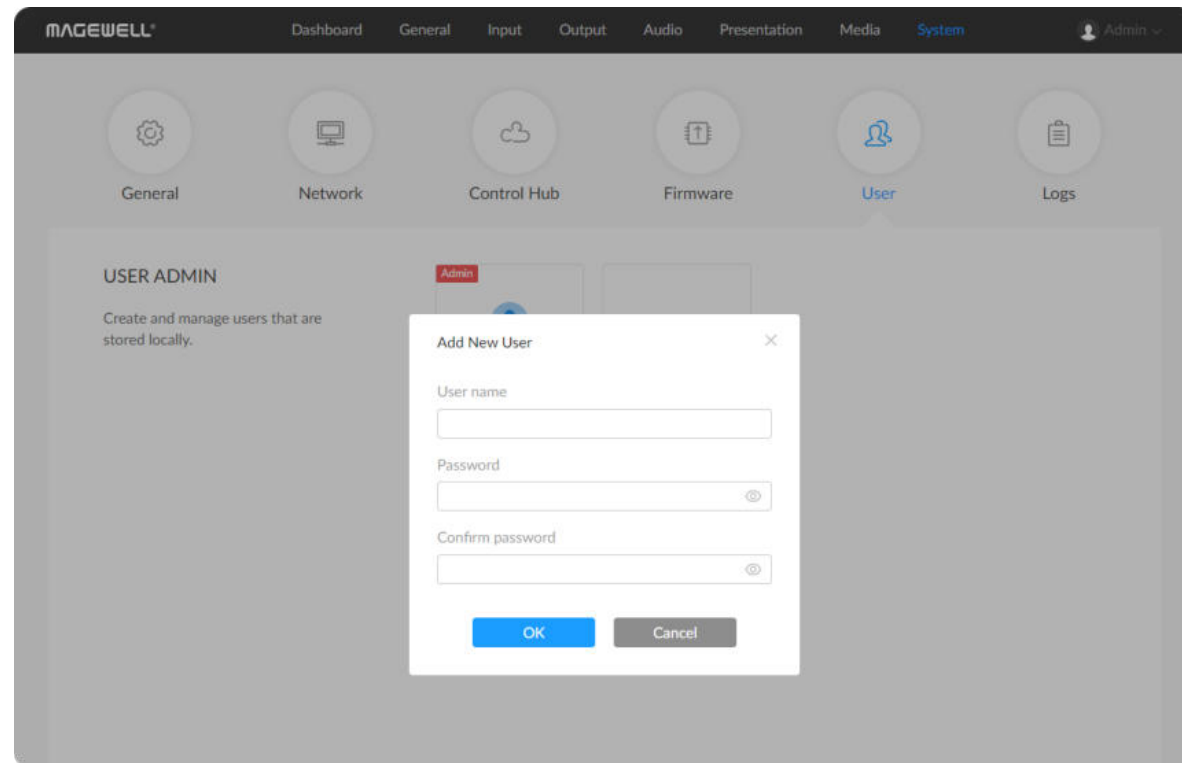 MAGEWELL® Dashboard General Input Output Audio Presentation Media System Admin
General Network Control Hub Firmware User Logs
USER ADMIN
Create and manage users that are
stored locally.
Admin
Add New User
User name
Password
Confirm password
OK Cancel